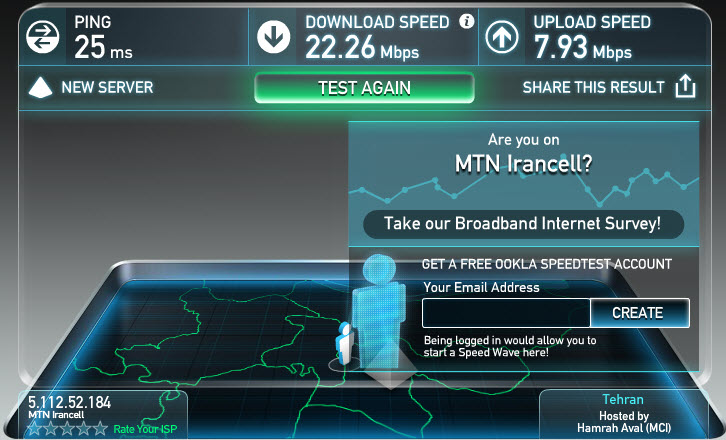 PING
25 ms
DOWNLOAD SPEED
22.26 Mbps
UPLOAD SPEED
7.93 Mbps
NEW SERVER
TEST AGAIN
SHARE THIS RESULT
Are you on
MTN Irancell?
Take our Broadband Internet Survey!
GET A FREE OOKLA SPEEDTEST ACCOUNT
Your Email Address
CREATE
Being logged in would allow you to
start a Speed Wave here!
5.112.52.184
MTN Irancell
Rate Your ISP
Tehran
Hosted by
Hamrah Aval (MCI)